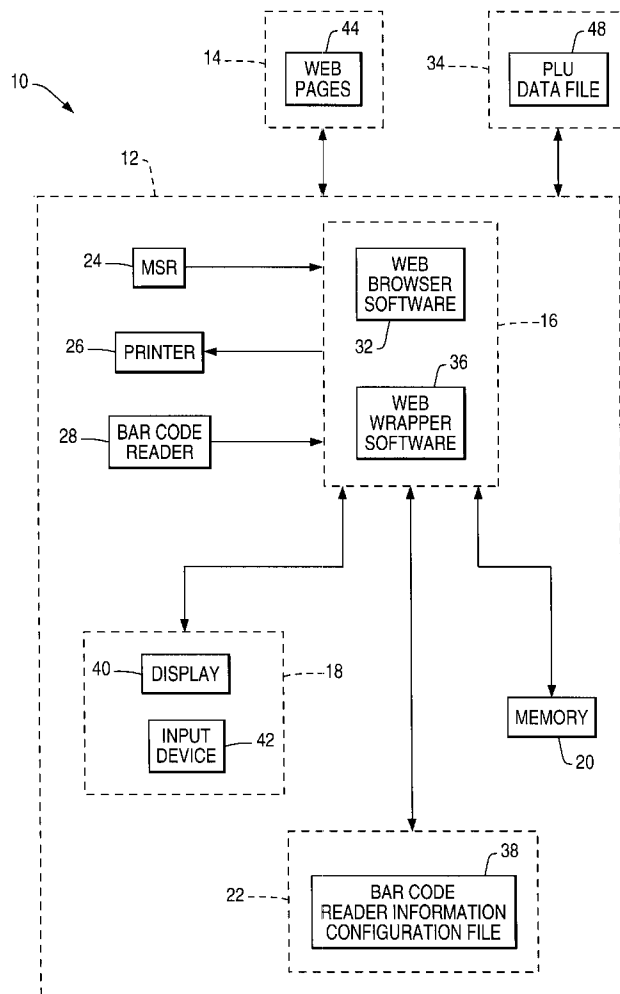 10
44
14
WEB
PAGES
48
34
PLU
DATA FILE
12
24
MSR
WEB
BROWSER
SOFTWARE
32
16
26
PRINTER
36
WEB
WRAPPER
SOFTWARE
28
BAR CODE
READER
40
DISPLAY
18
INPUT
DEVICE
42
MEMORY
20
38
22
BAR CODE
READER INFORMATION
CONFIGURATION FILE